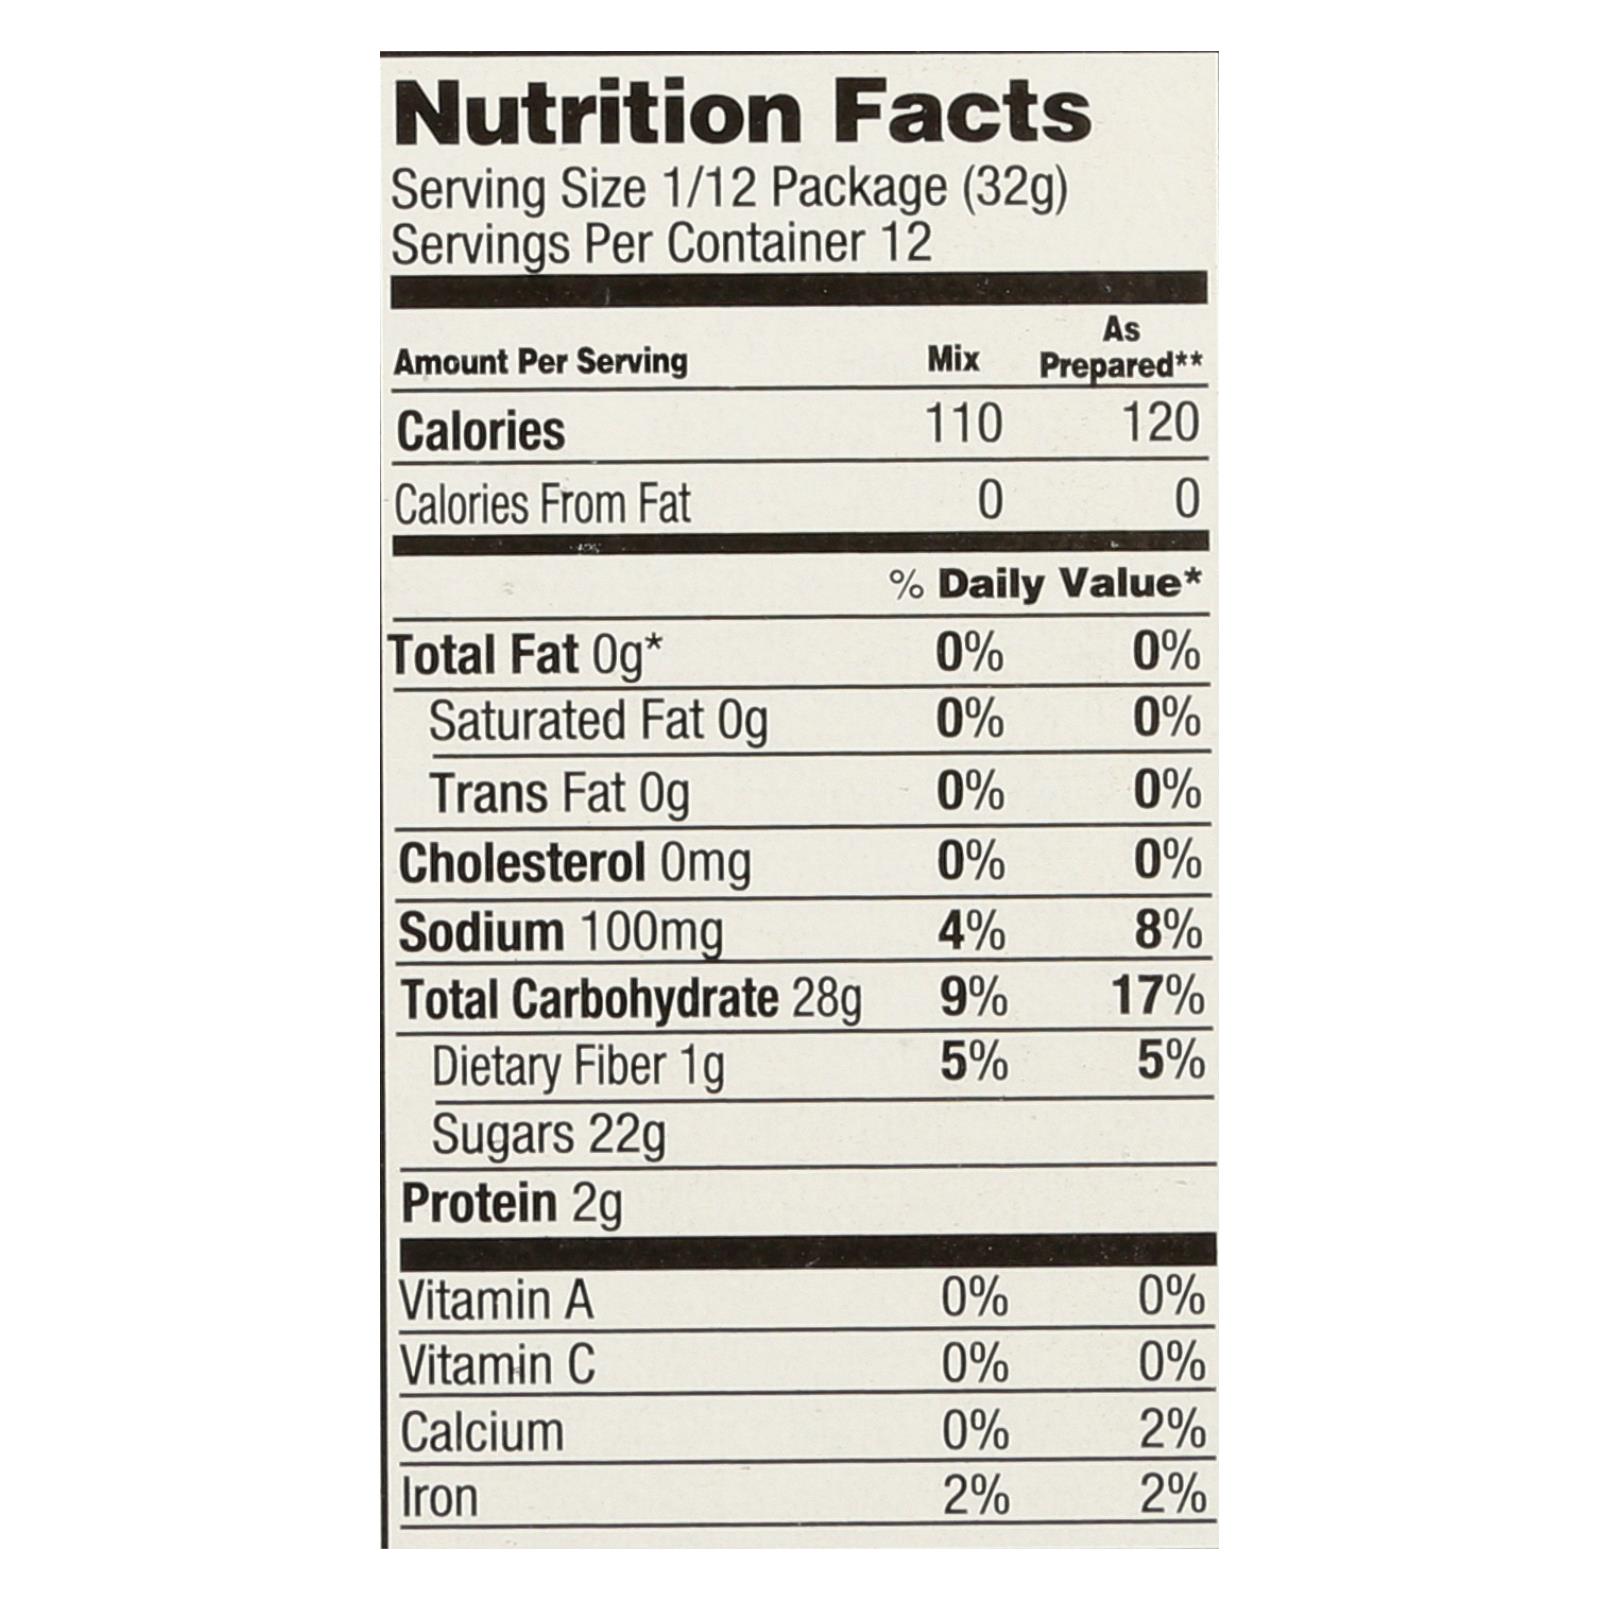 Nutrition Facts
Serving Size 1/12 Package (32g)
Servings Per Container 12
Amount Per Serving Mix As Prepared**
Calories 110 120
Calories From Fat 0 0
% Daily Value*
Total Fat 0g* 0% 0%
Saturated Fat 0g 0% 0%
Trans Fat 0g 0% 0%
Cholesterol 0mg 0% 0%
Sodium 100mg 4% 8%
Total Carbohydrate 28g 9% 17%
Dietary Fiber 1g 5% 5%
Sugars 22g
Protein 2g
Vitamin A 0% 0%
Vitamin C 0% 0%
Calcium 0% 2%
Iron 2% 2%